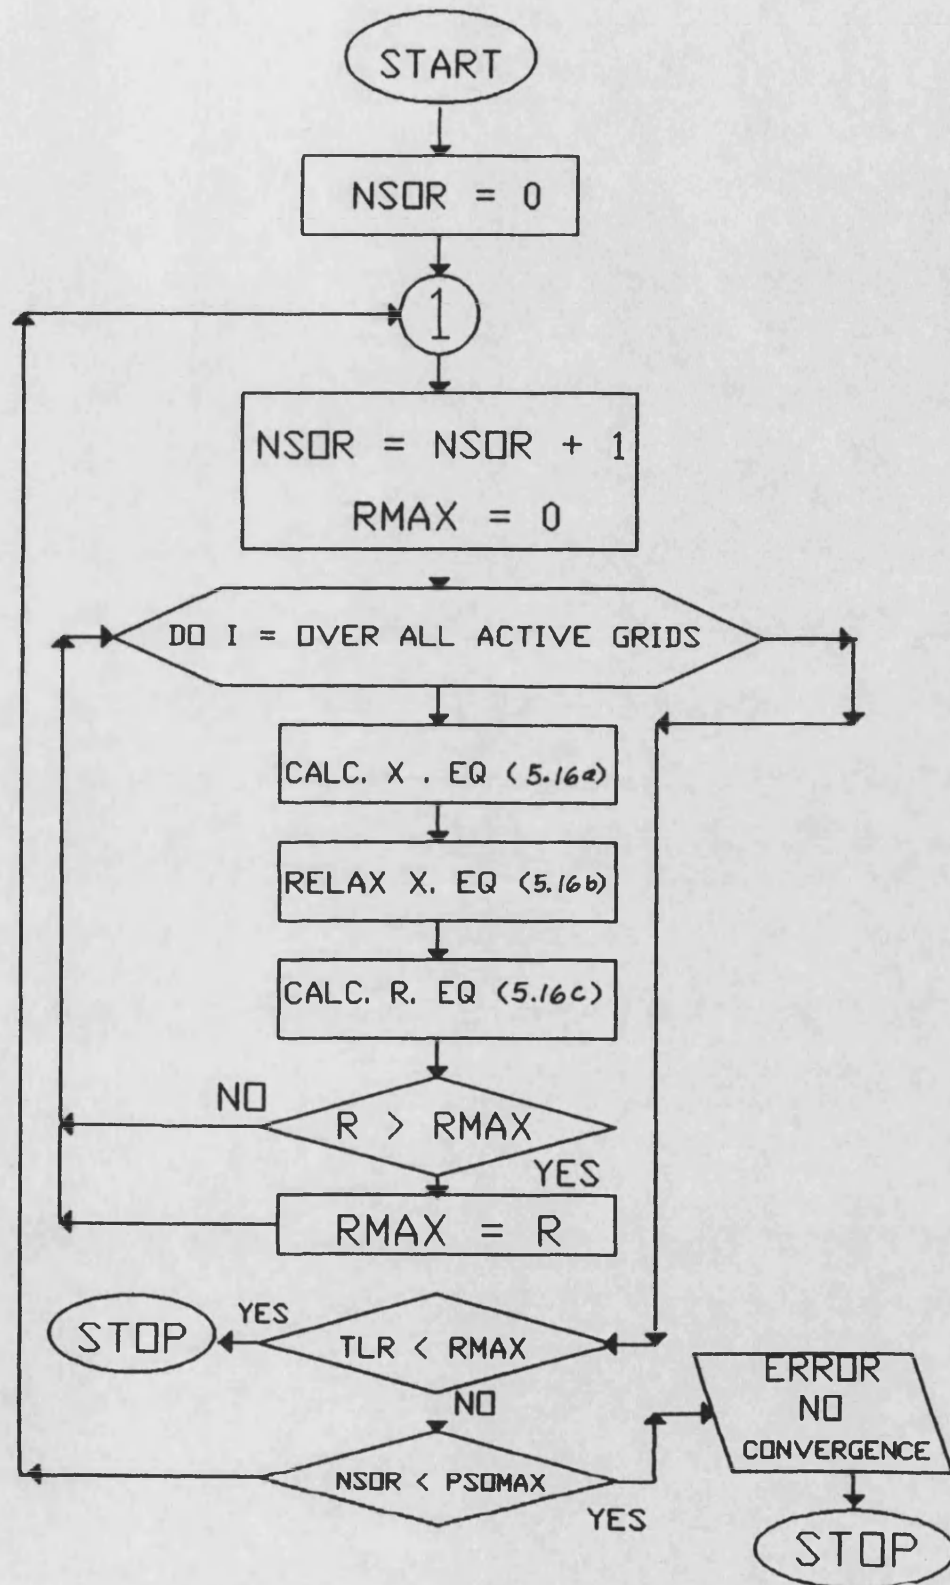 START
NSOR = 0
1
NSOR = NSOR + 1
RMAX = 0
DO I = OVER ALL ACTIVE GRIDS
CALC. X . EQ (5.16a)
RELAX X. EQ (5.16b)
CALC. R. EQ (5.16c)
NO
R > RMAX
YES
RMAX = R
YES
STOP
TLR < RMAX
NO
ERROR
NO
CONVERGENCE
NSOR < PSOMAX
YES
STOP